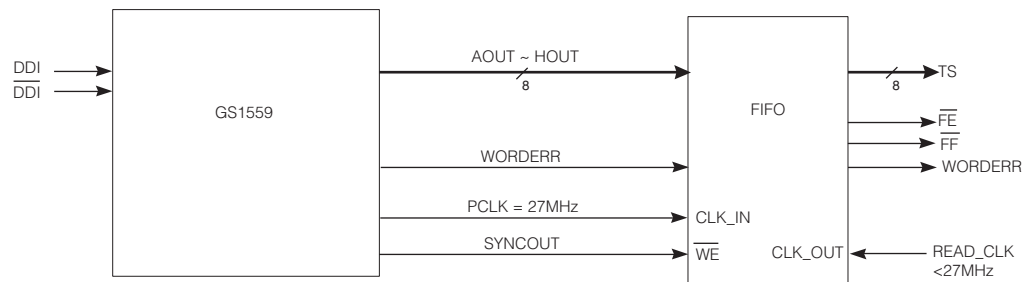 DDI
DDI
GS1559
AOUT ~ HOUT
8
WORDERR
PCLK = 27MHz
SYNCOUT
FIFO
CLK_IN
WE
CLK_OUT
8
TS
FE
FF
WORDERR
READ_CLK
<27MHz